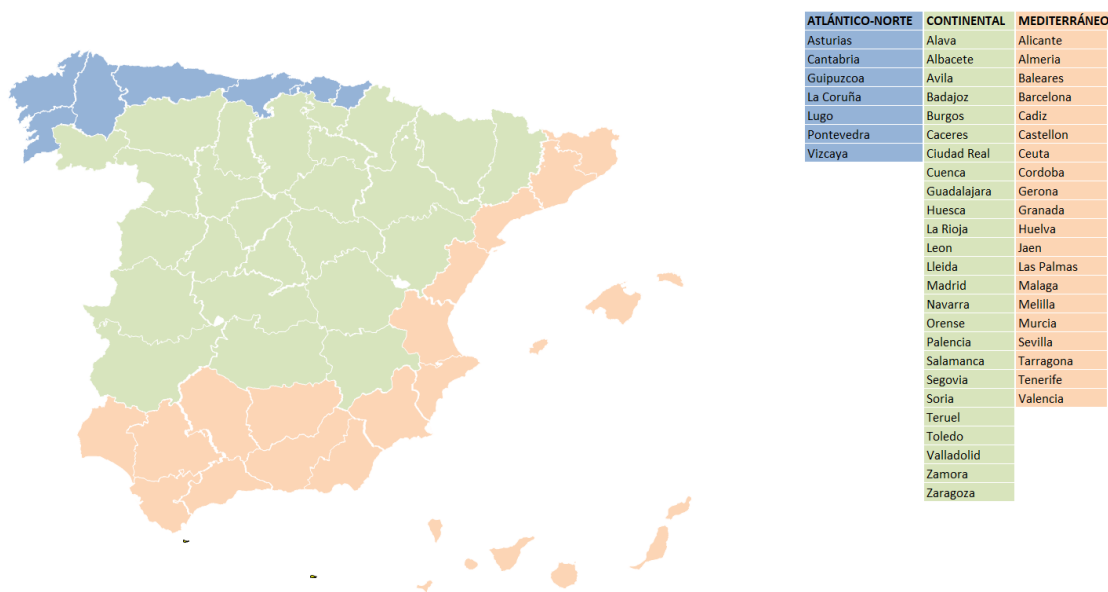 ATLÁNTICO-NORTE CONTINENTAL MEDITERRÁNEO
Asturias Alava Alicante
Cantabria Albacete Almeria
Guipuzcoa Avila Baleares
La Coruña Badajoz Barcelona
Lugo Burgos Cadiz
Pontevedra Caceres Castellon
Vizcaya Ciudad Real Ceuta
Cuenca Cordoba
Guadalajara Gerona
Huesca Granada
La Rioja Huelva
Leon Jaen
Lleida Las Palmas
Madrid Malaga
Navarra Melilla
Orense Murcia
Palencia Sevilla
Salamanca Tarragona
Segovia Tenerife
Soria Valencia
Teruel
Toledo
Valladolid
Zamora
Zaragoza